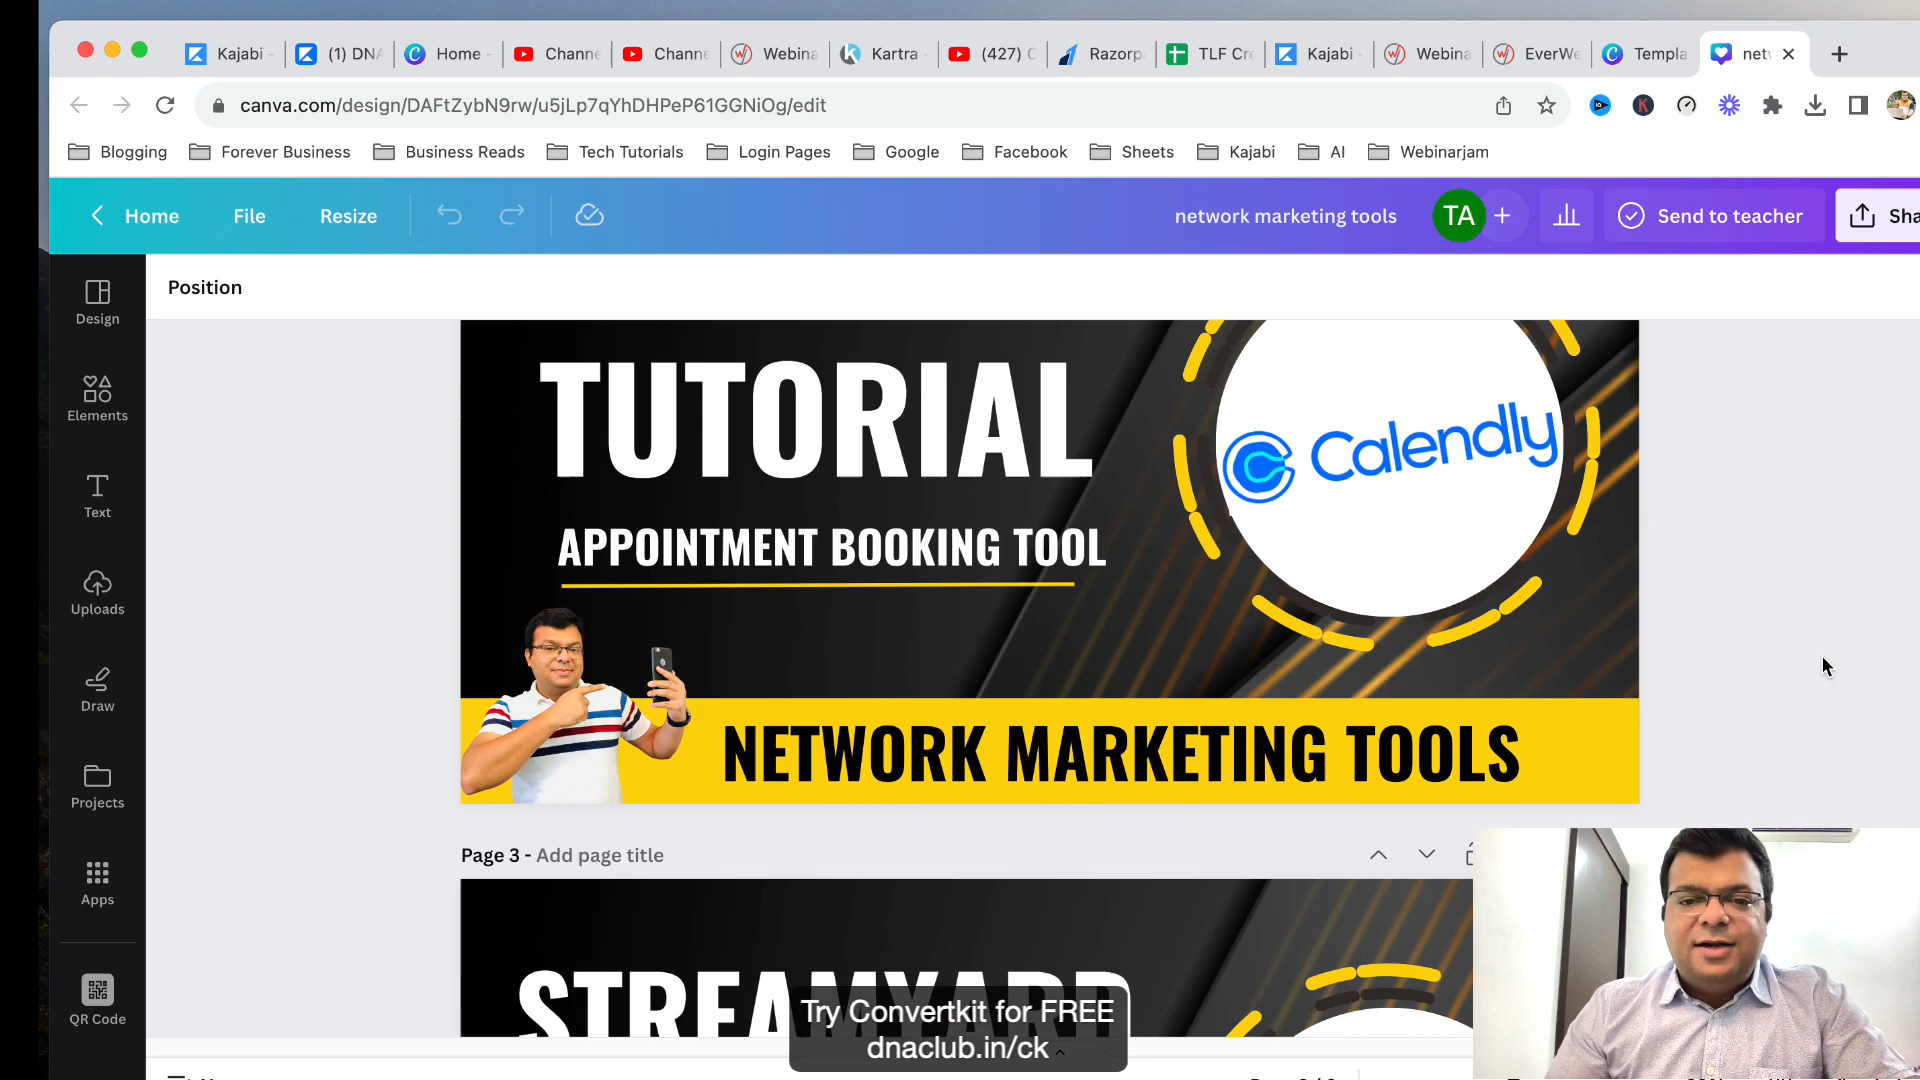 Kajabi -
(1) DNA
Home -
Channe
Channe
Webina
Kartra -
(427) C
Razorp
TLF Cre
Kajabi -
Webina
EverWe
Templa
net
canva.com/design/DAFtZybN9rw/u5jLp7qYhDHPeP61GGNiOg/edit
Blogging
Forever Business
Business Reads
Tech Tutorials
Login Pages
Google
Facebook
Sheets
Kajabi
AI
Webinarjam
Home
File
Resize
network marketing tools
TA
Send to teacher
Sha
Position
Design
Elements
Text
Uploads
Draw
Projects
Apps
QR Code
TUTORIAL
Calendly
APPOINTMENT BOOKING TOOL
NETWORK MARKETING TOOLS
Page 3 - Add page title
STREAMYARD
Try Convertkit for FREE
dnaclub.in/ck